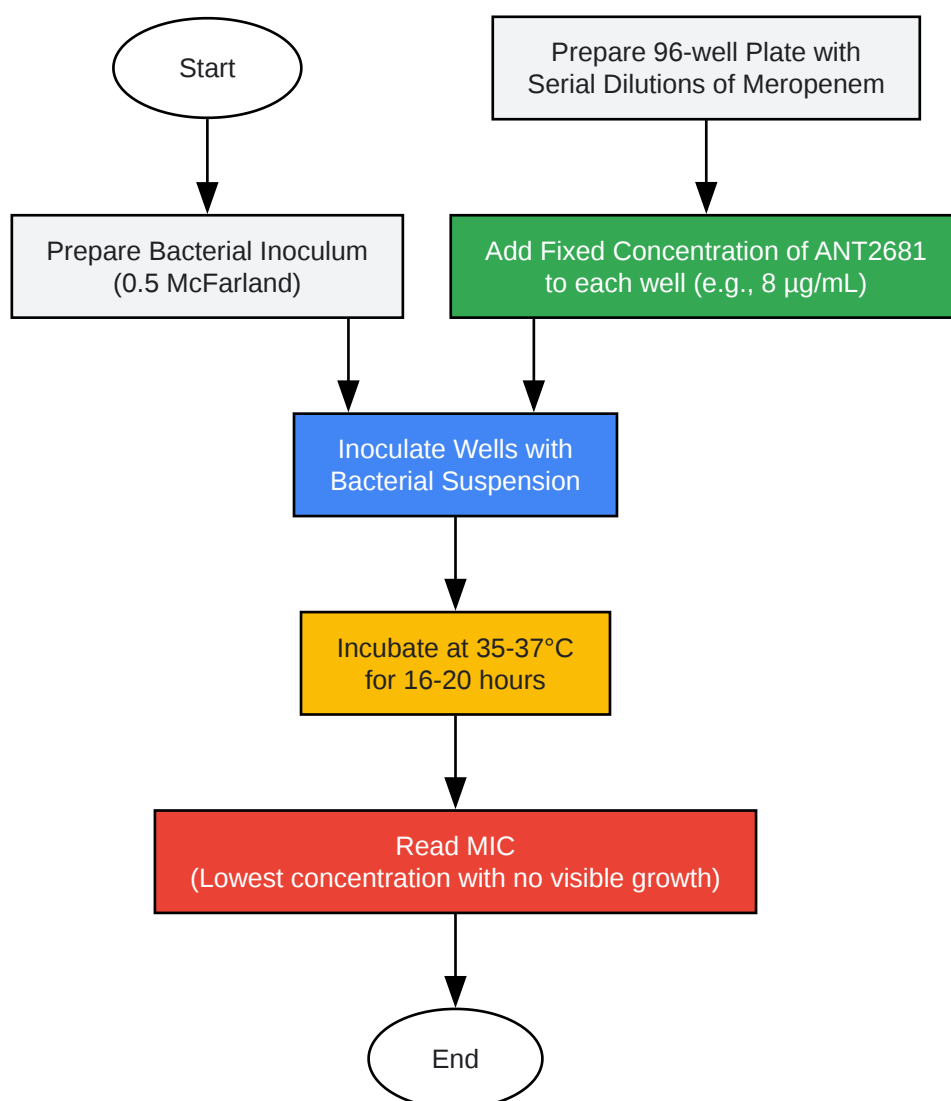 Start
Prepare 96-well Plate with
Serial Dilutions of Meropenem
Prepare Bacterial Inoculum
(0.5 McFarland)
Add Fixed Concentration of ANT2681
to each well (e.g., 8 µg/mL)
Inoculate Wells with
Bacterial Suspension
Incubate at 35-37°C
for 16-20 hours
Read MIC
(Lowest concentration with no visible growth)
End